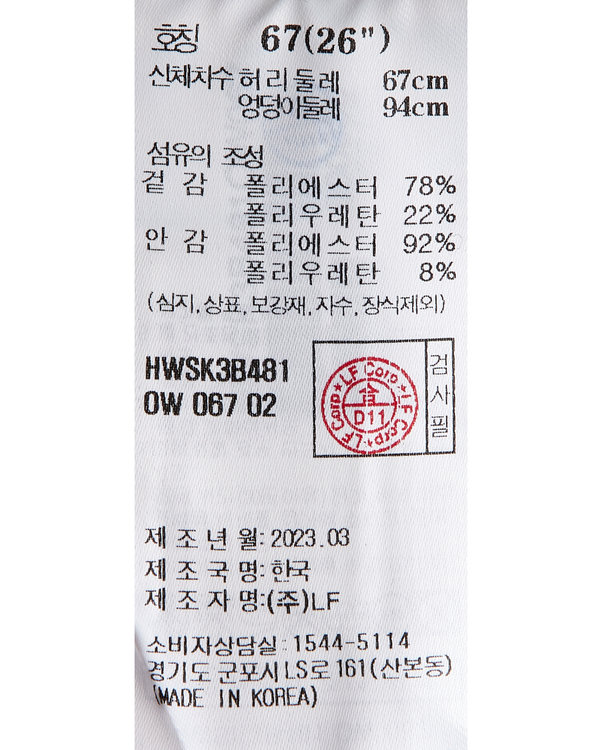 호칭 67(26")
신체치수 허리둘레 67cm
엉덩이둘레 94cm
섬유의 조성
겉 감 폴리에스터 78%
폴리우레탄 22%
안 감 폴리에스터 92%
폴리우레탄 8%
(심지, 상표, 보강재, 자수, 장식제외)
HWSK3B481
OW 067 02
LF Corp ★ LF Corp ★ LF Corp ★
合
D11
검사필
제 조 년 월: 2023.03
제 조 국 명: 한국
제 조 자 명:(주)LF
소비자상담실:1544-5114
경기도 군포시 LS로 161(산본동)
(MADE IN KOREA)